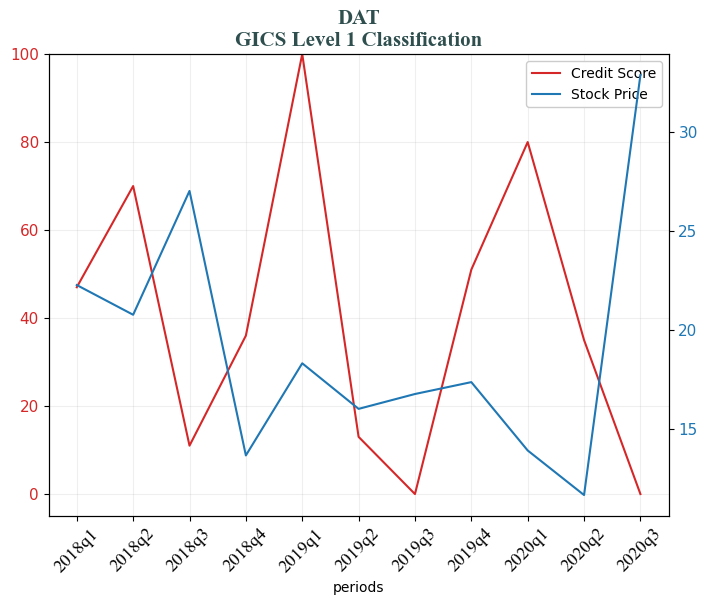 DAT
GICS Level 1 Classification
Credit Score
Stock Price
100
80
60
40
20
0
30
25
20
15
2018q1
2018q2
2018q3
2018q4
2019q1
2019q2
2019q3
2019q4
2020q1
2020q2
2020q3
periods